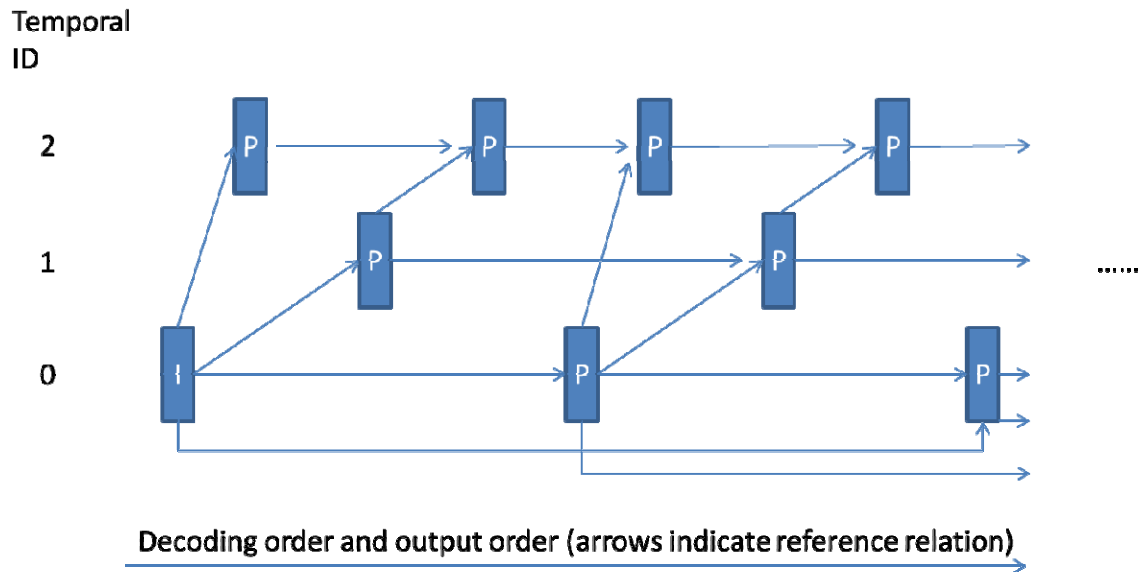 Temporal
ID
2
P
P
P
P
1
P
P
......
0
I
P
P
Decoding order and output order (arrows indicate reference relation)